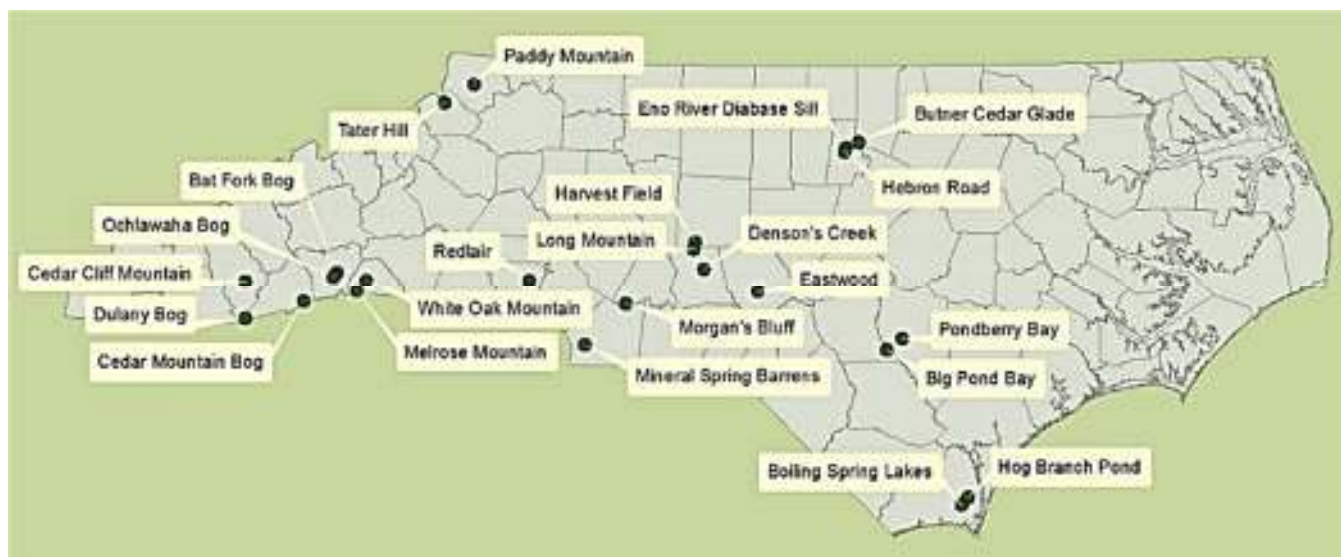 Paddy Mountain
Eno River Diabase Sill
Butner Cedar Glade
Tater Hill
Bat Fork Bog
Harvest Field
Hebron Road
Ochlawaha Bog
Long Mountain
Denson's Creek
Redlair
Cedar Cliff Mountain
Eastwood
White Oak Mountain
Dulany Bog
Morgan's Bluff
Pondberry Bay
Melrose Mountain
Cedar Mountain Bog
Mineral Spring Barrens
Big Pond Bay
Boiling Spring Lakes
Hog Branch Pond